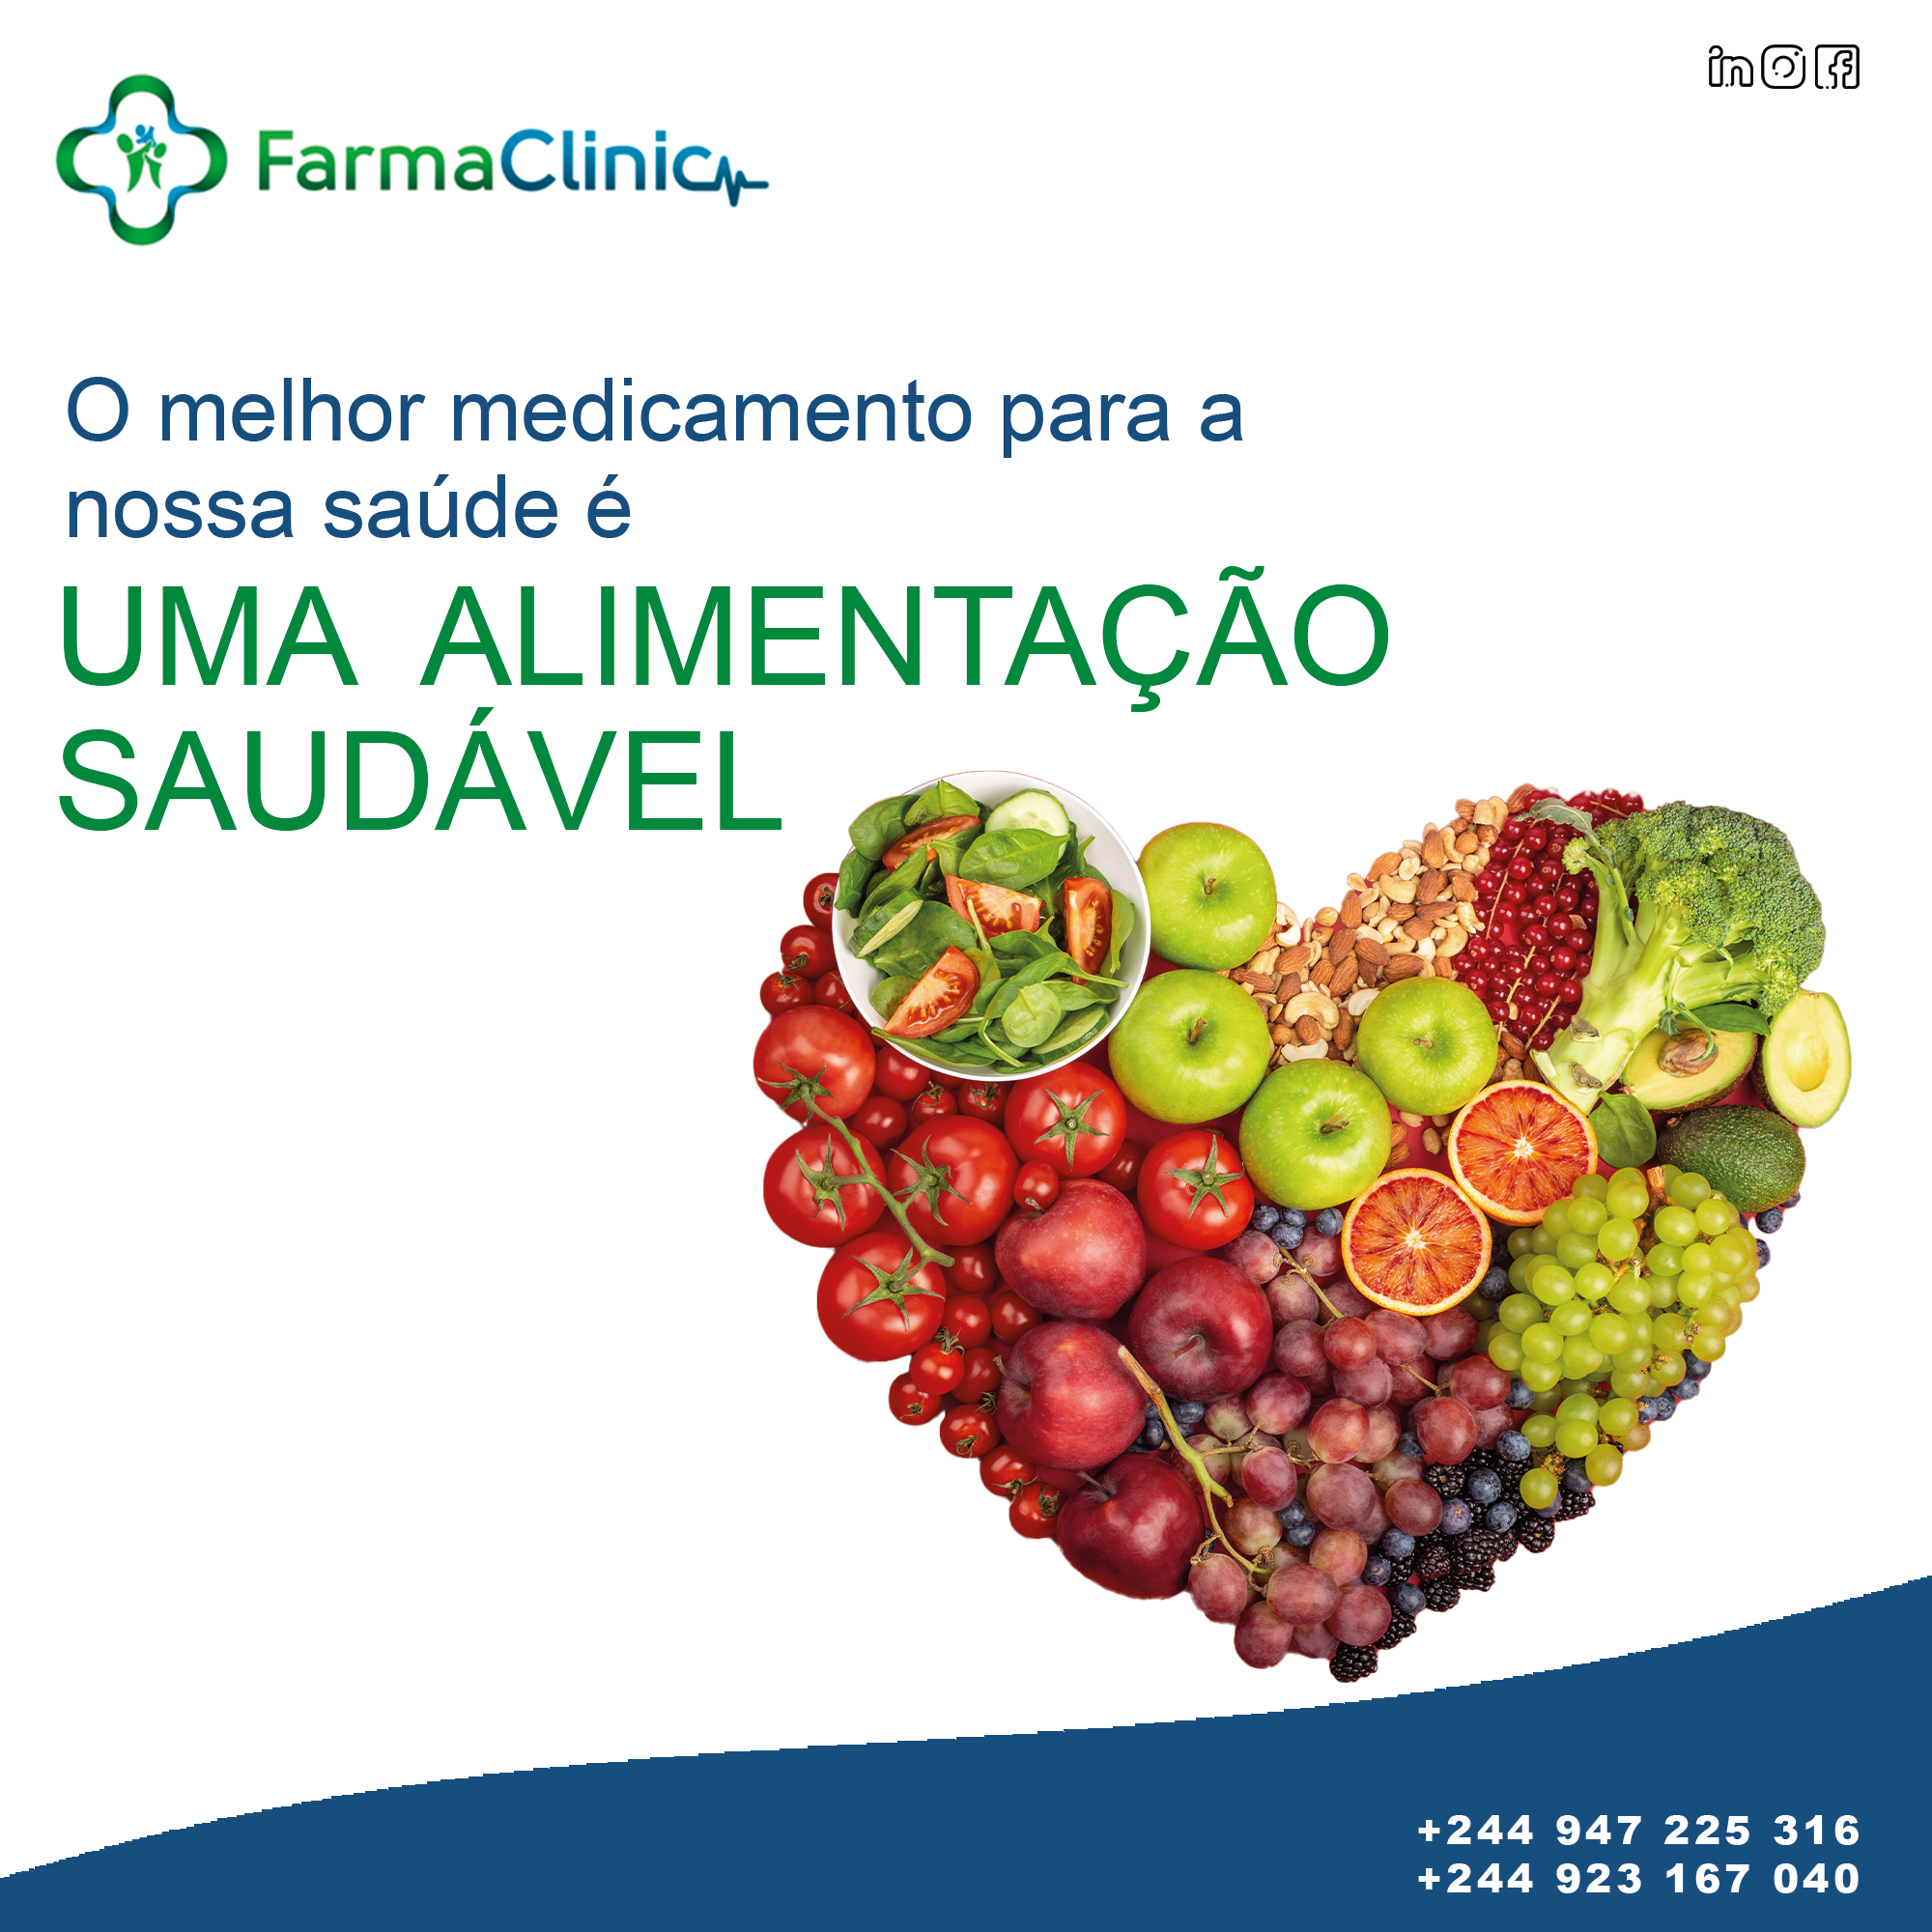 FarmaClinic
O melhor medicamento para a
nossa saúde é
UMA ALIMENTAÇÃO
SAUDÁVEL
+244 947 225 316
+244 923 167 040